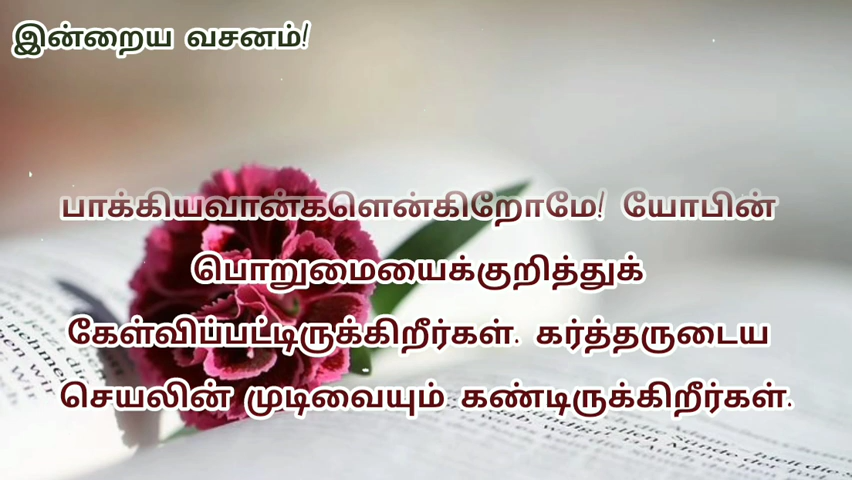 இன்றைய வசனம்!
பாக்கியவான்களென்கிறோமே! யோபின்
பொறுமையைக்குறித்துக்
கேள்விப்பட்டிருக்கிறீர்கள். கர்த்தருடைய
செயலின் முடிவையும் கண்டிருக்கிறீர்கள்.